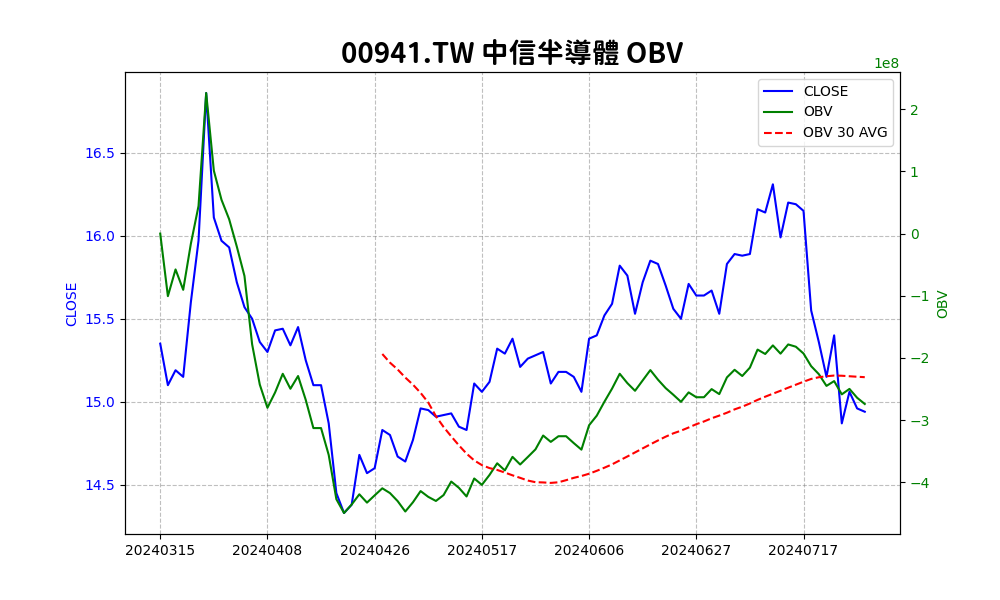 00941.TW 中信半導體 OBV
1e8
CLOSE
OBV
OBV 30 AVG
16.5
16.0
15.5
15.0
14.5
CLOSE
2
1
0
−1
−2
−3
−4
OBV
20240315
20240408
20240426
20240517
20240606
20240627
20240717